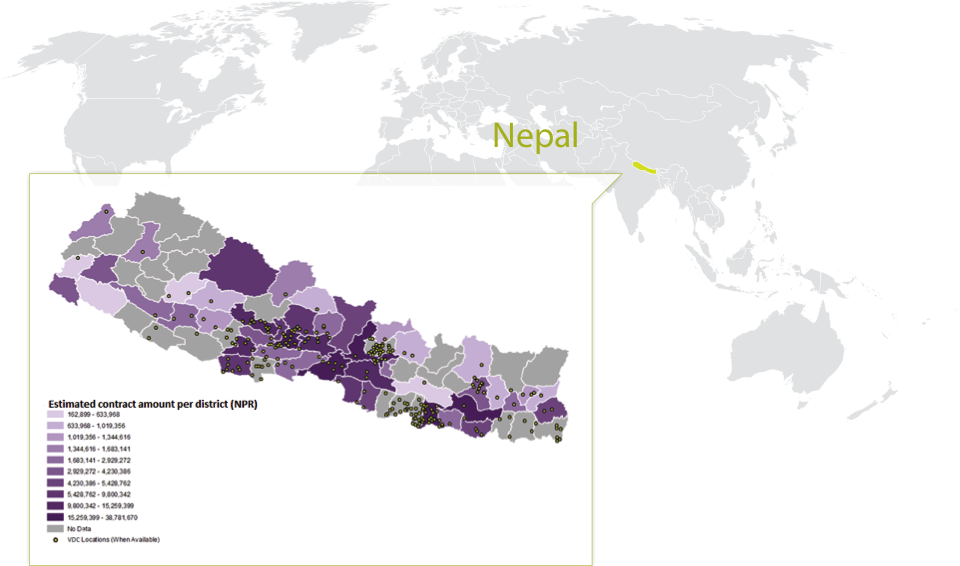 Nepal
Estimated contract amount per district (NPR)
162,899 - 633,968
633,968 - 1,019,356
1,019,356 - 1,344,616
1,344,616 - 1,683,141
1,683,141 - 2,929,272
2,929,272 - 4,230,386
4,230,386 - 5,428,762
5,428,762 - 9,800,342
9,800,342 - 15,259,399
15,259,399 - 38,781,670
No Data
VDC Locations (When Available)